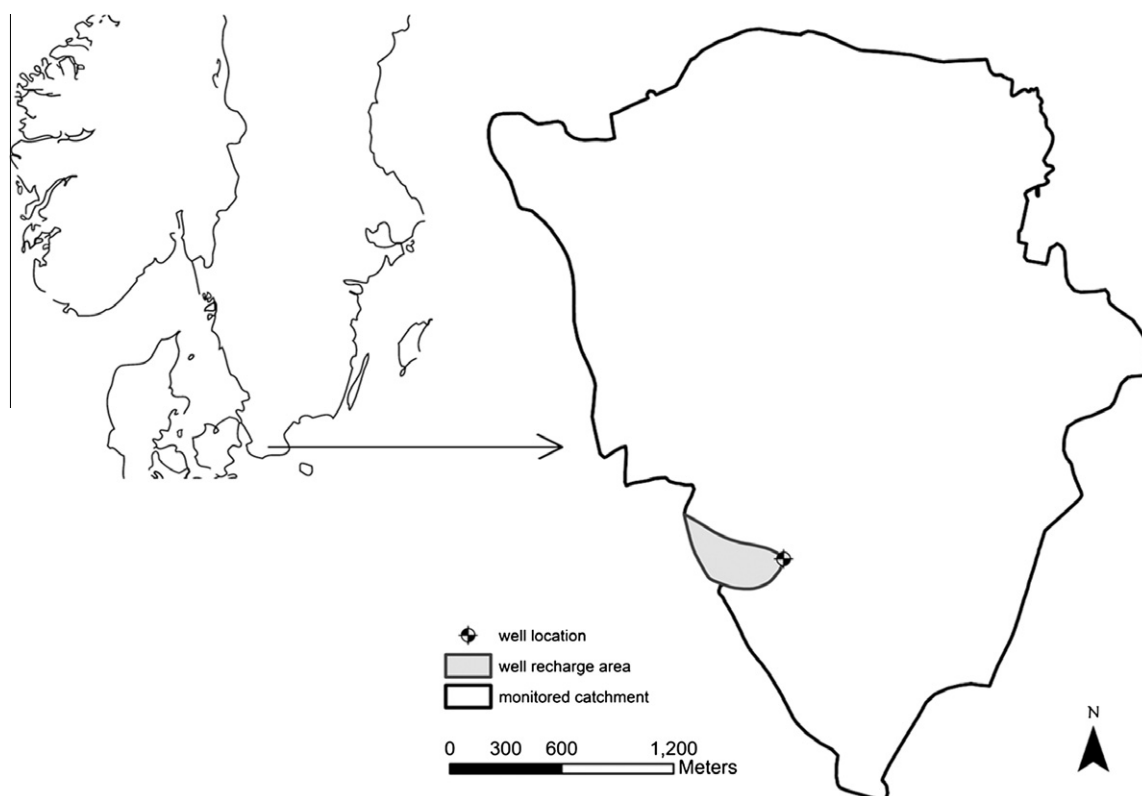 well location
well recharge area
monitored catchment
0 300 600 1,200
Meters
N